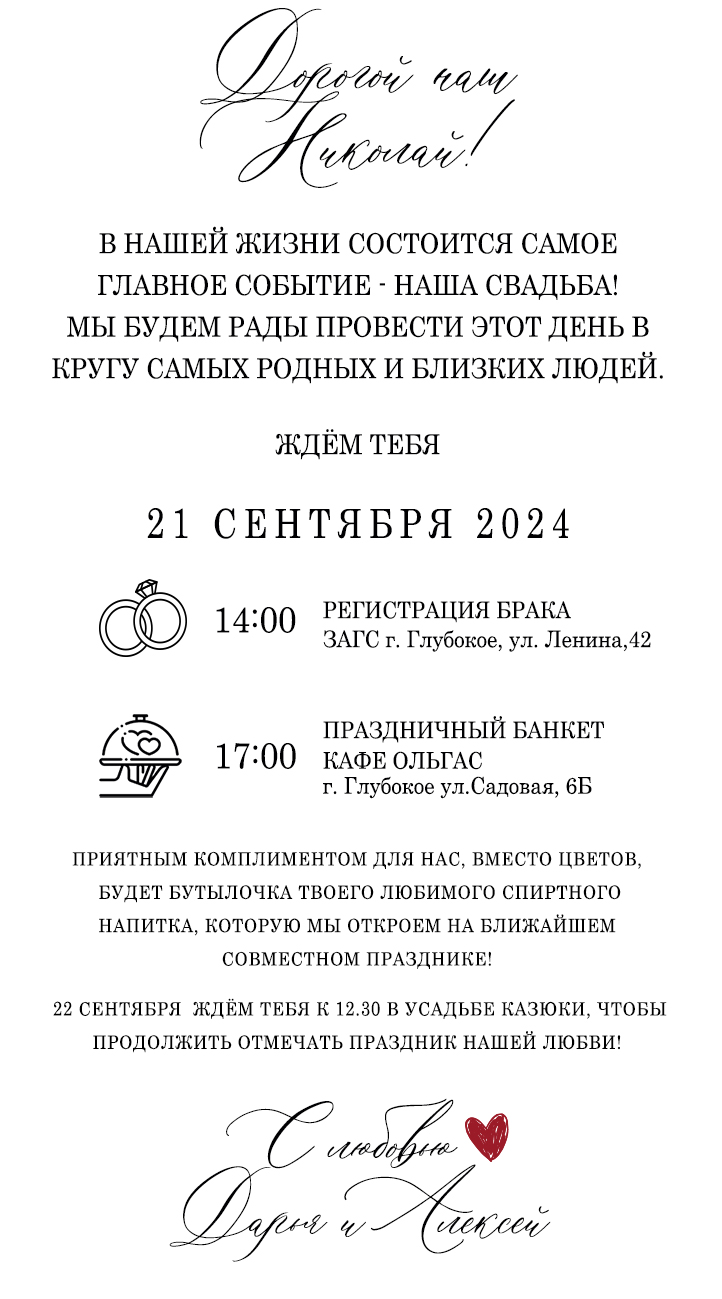 Дорогой наш
Николай!
В НАШЕЙ ЖИЗНИ СОСТОИТСЯ САМОЕ
ГЛАВНОЕ СОБЫТИЕ - НАША СВАДЬБА!
МЫ БУДЕМ РАДЫ ПРОВЕСТИ ЭТОТ ДЕНЬ В
КРУГУ САМЫХ РОДНЫХ И БЛИЗКИХ ЛЮДЕЙ.
ЖДЁМ ТЕБЯ
21 СЕНТЯБРЯ 2024
14:00 РЕГИСТРАЦИЯ БРАКА
ЗАГС г. Глубокое, ул. Ленина,42
17:00 ПРАЗДНИЧНЫЙ БАНКЕТ
КАФЕ ОЛЬГАС
г. Глубокое ул.Садовая, 6Б
ПРИЯТНЫМ КОМПЛИМЕНТОМ ДЛЯ НАС, ВМЕСТО ЦВЕТОВ,
БУДЕТ БУТЫЛОЧКА ТВОЕГО ЛЮБИМОГО СПИРТНОГО
НАПИТКА, КОТОРУЮ МЫ ОТКРОЕМ НА БЛИЖАЙШЕМ
СОВМЕСТНОМ ПРАЗДНИКЕ!
22 СЕНТЯБРЯ ЖДЁМ ТЕБЯ К 12.30 В УСАДЬБЕ КАЗЮКИ, ЧТОБЫ
ПРОДОЛЖИТЬ ОТМЕЧАТЬ ПРАЗДНИК НАШЕЙ ЛЮБВИ!
С любовью
Дарья и Алексей